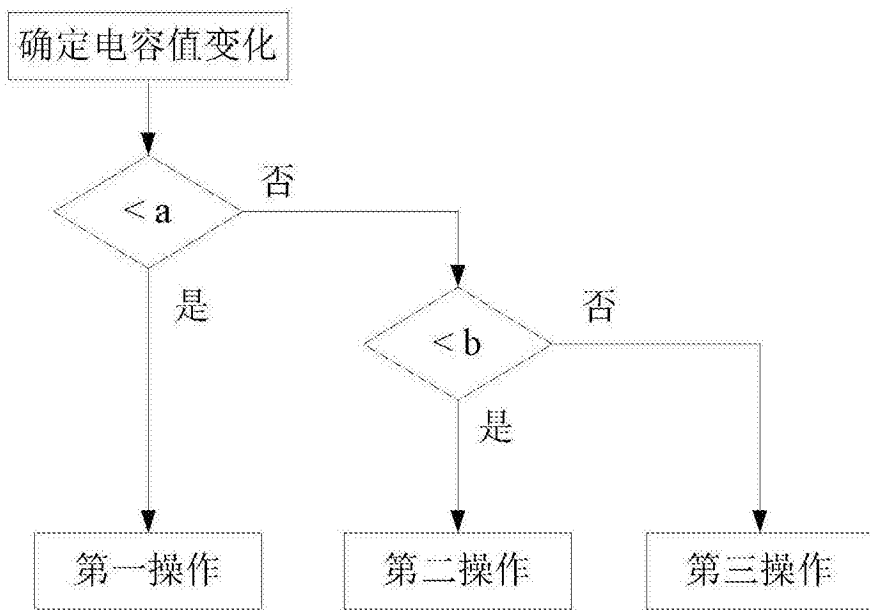 确定电容值变化
< a
否
是
< b
否
是
第一操作
第二操作
第三操作